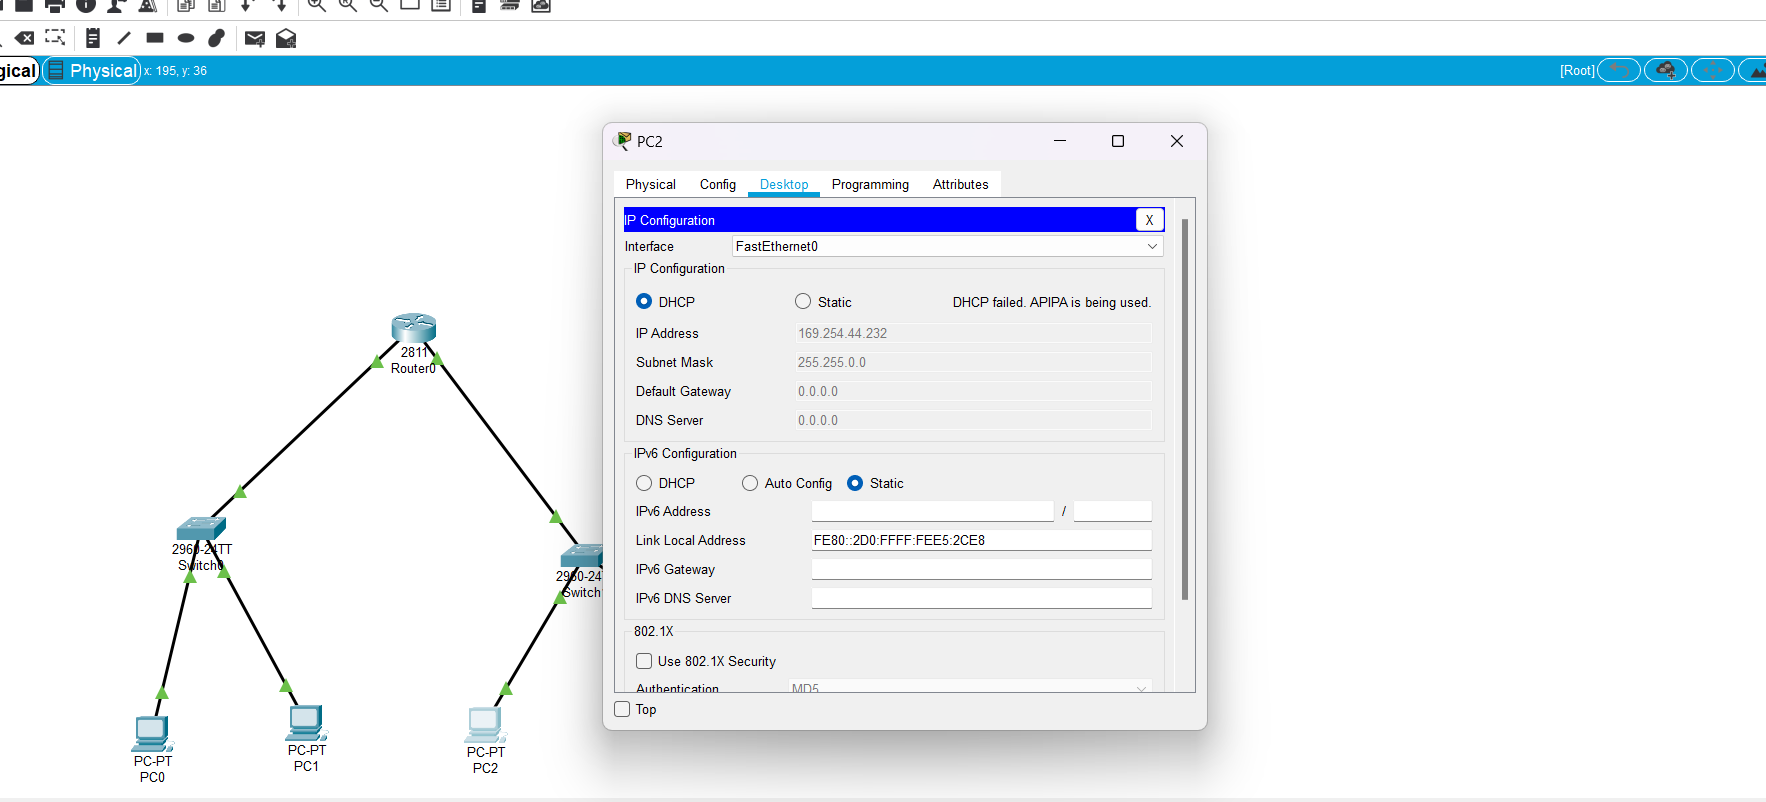 gical
Physical
x: 195, y: 36
[Root]
PC2
Physical
Config
Desktop
Programming
Attributes
IP Configuration
X
Interface
FastEthernet0
IP Configuration
DHCP
Static
DHCP failed. APIPA is being used.
IP Address
169.254.44.232
Subnet Mask
255.255.0.0
Default Gateway
0.0.0.0
DNS Server
0.0.0.0
IPv6 Configuration
DHCP
Auto Config
Static
IPv6 Address
/
Link Local Address
FE80::2D0:FFFF:FEE5:2CE8
IPv6 Gateway
IPv6 DNS Server
802.1X
Use 802.1X Security
Authentication
MD5
Top
2811
Router0
2960-24TT
Switch0
2960-24T
Switch
PC-PT
PC0
PC-PT
PC1
PC-PT
PC2